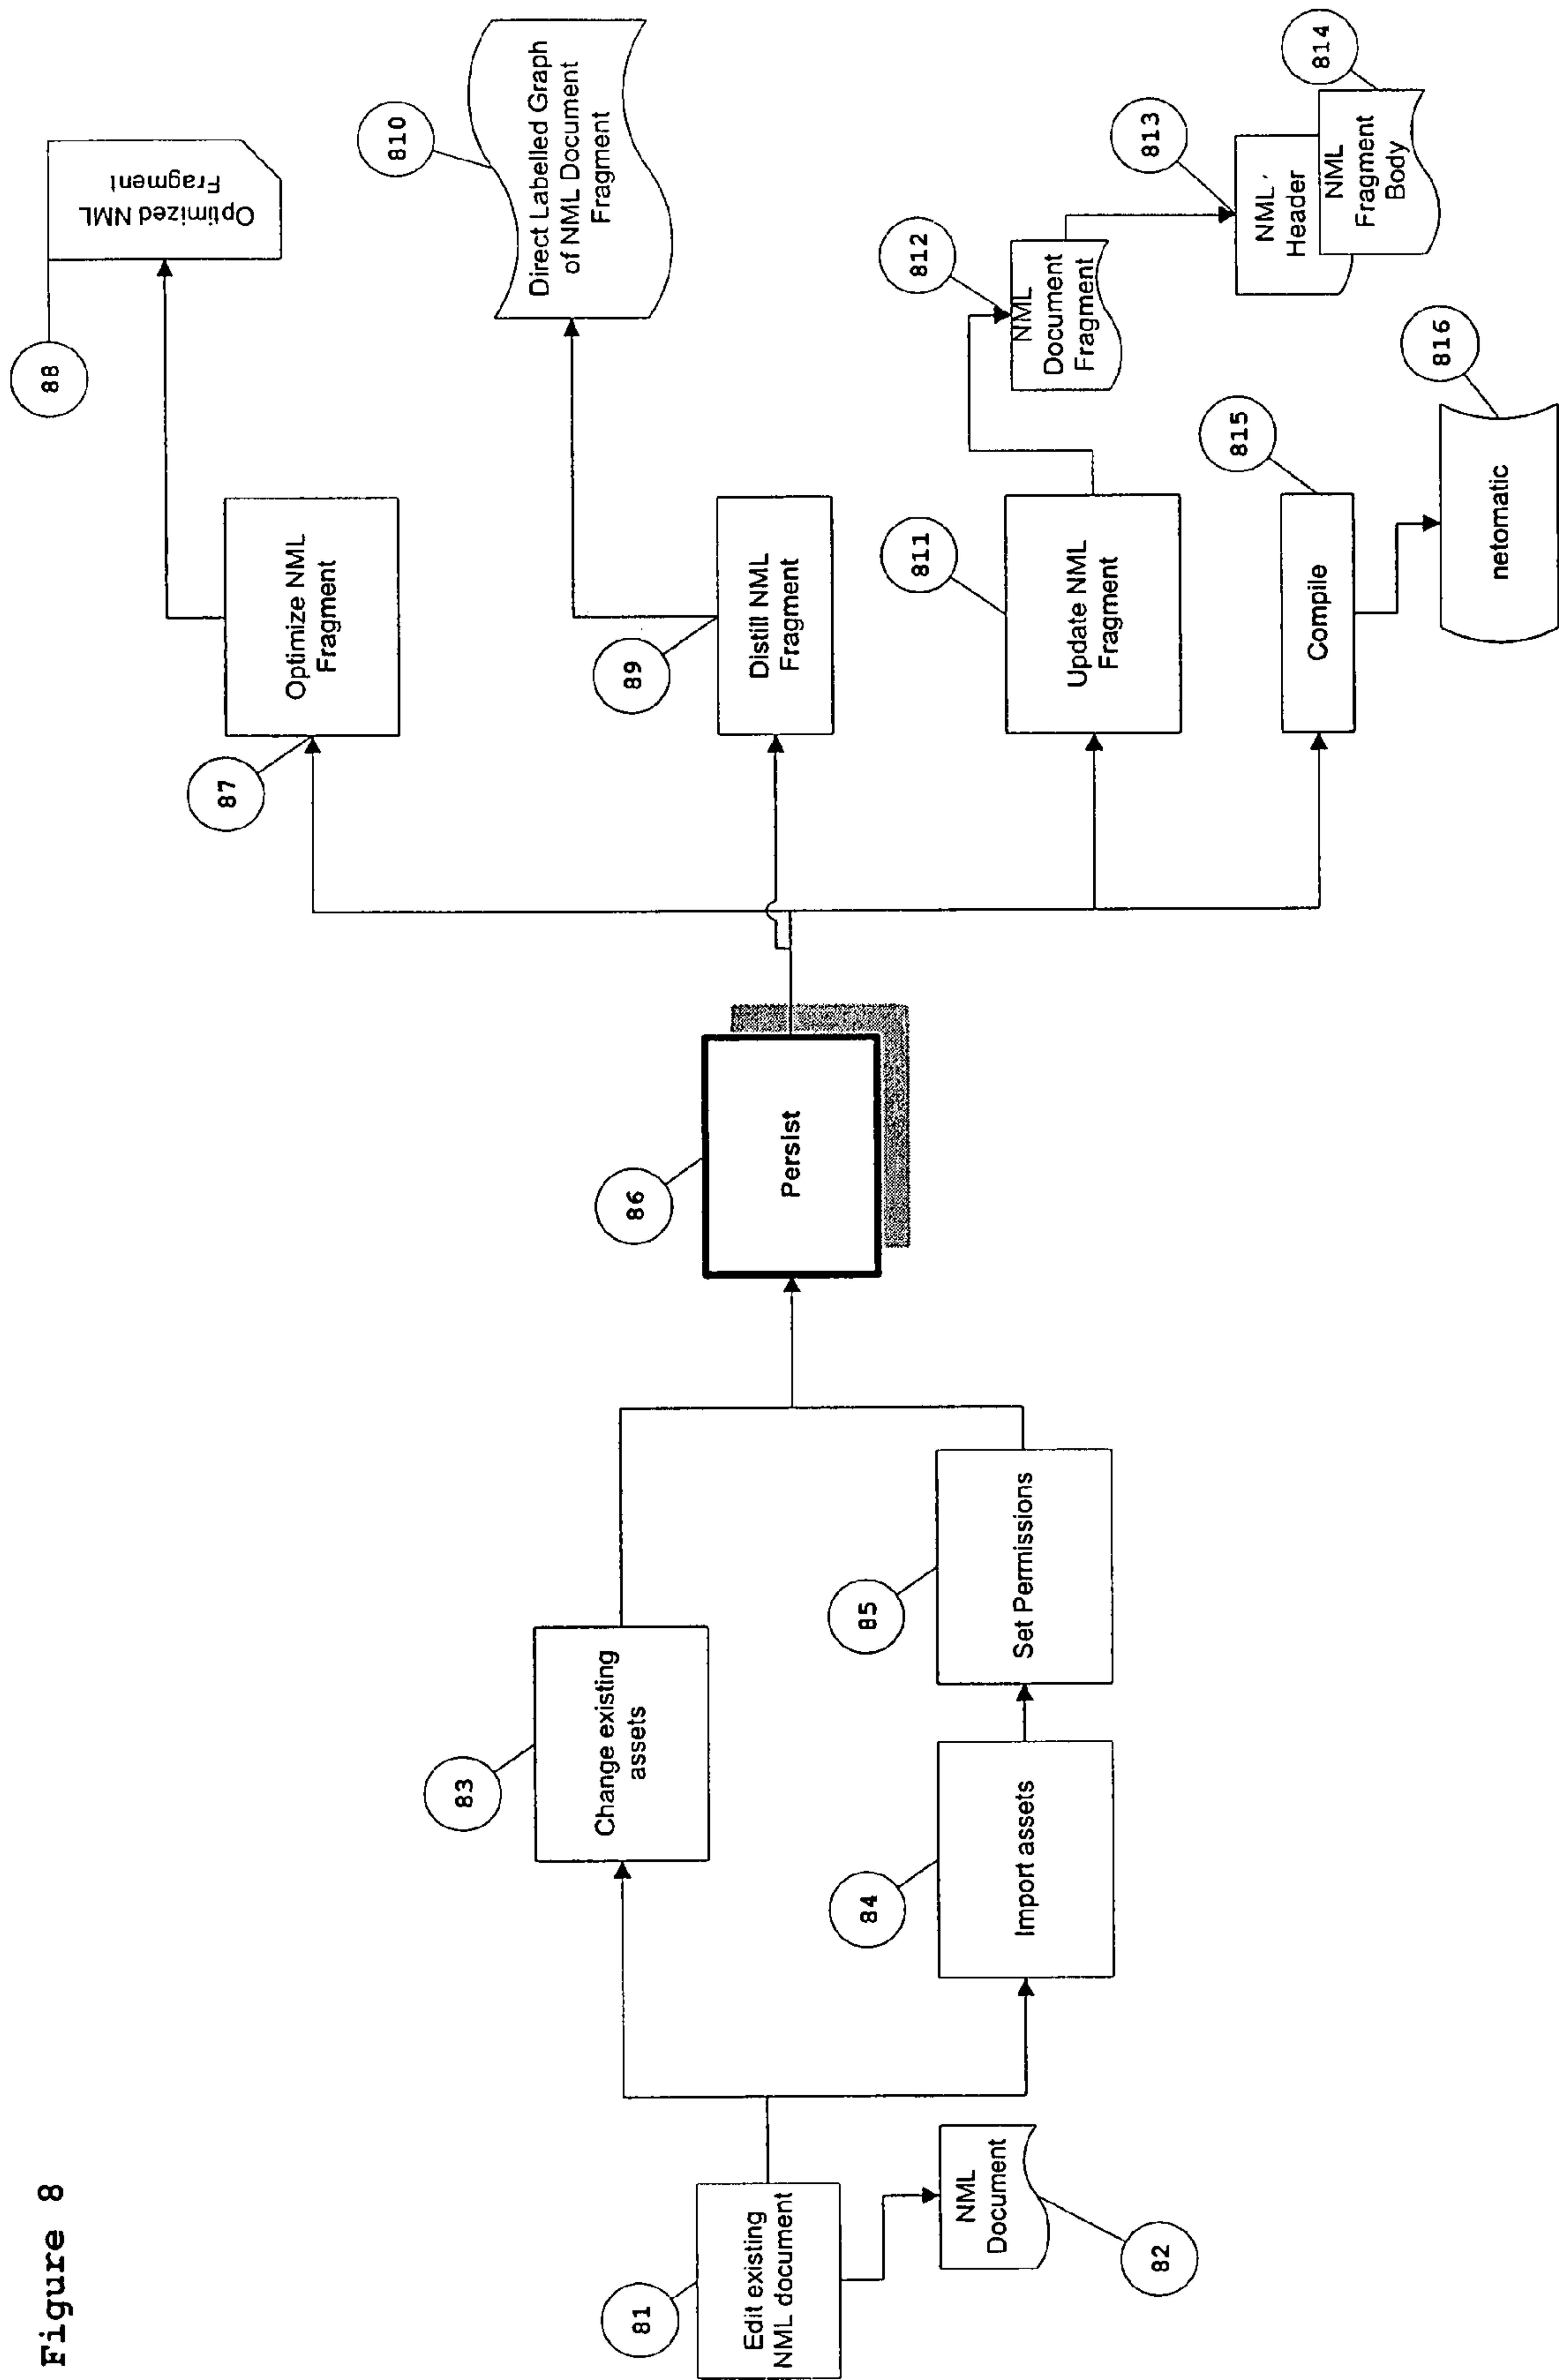 Figure 8
81
Edit existing
NML document
NML
Document
82
83
Change existing
assets
84
Import assets
85
Set Permissions
86
Persist
87
Optimize NML
Fragment
88
Optimized NML
Fragment
89
Distill NML
Fragment
810
Direct Labelled Graph
of NML Document
Fragment
811
Update NML
Fragment
812
NML
Document
Fragment
813
NML
Header
814
NML
Fragment
Body
815
Compile
816
netomatic